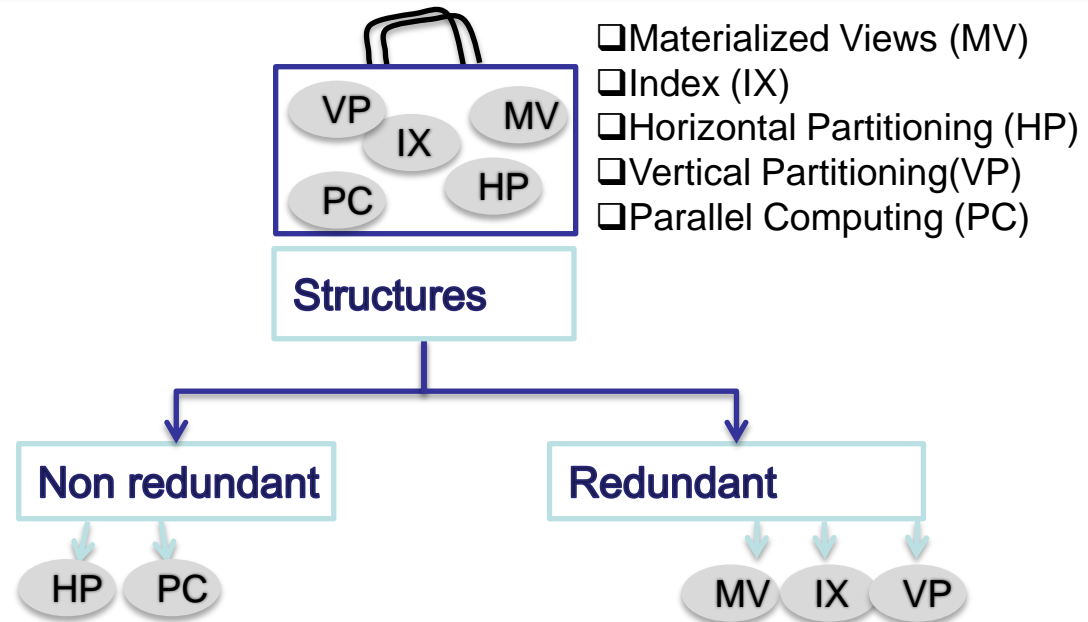 ❑Materialized Views (MV)
❑Index (IX)
❑Horizontal Partitioning (HP)
❑Vertical Partitioning(VP)
❑Parallel Computing (PC)
VP
MV
IX
PC
HP
Structures
Non redundant
Redundant
HP
PC
MV
IX
VP